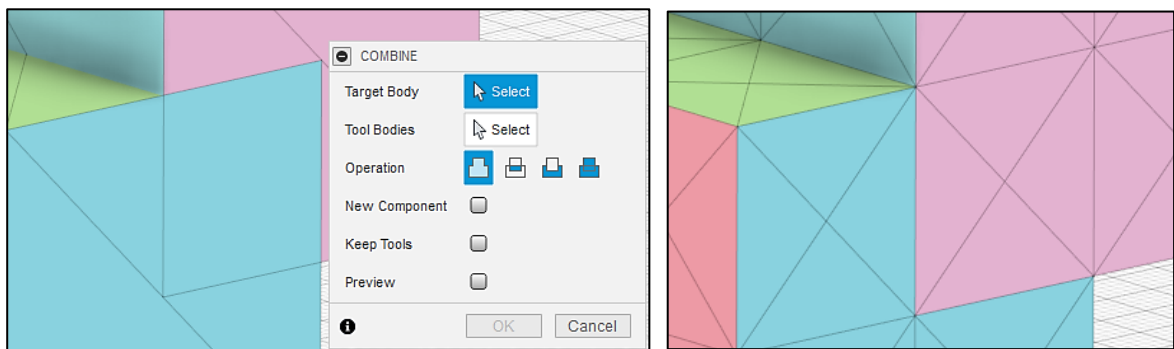 COMBINE
Target Body Select
Tool Bodies Select
Operation
New Component
Keep Tools
Preview
OK Cancel